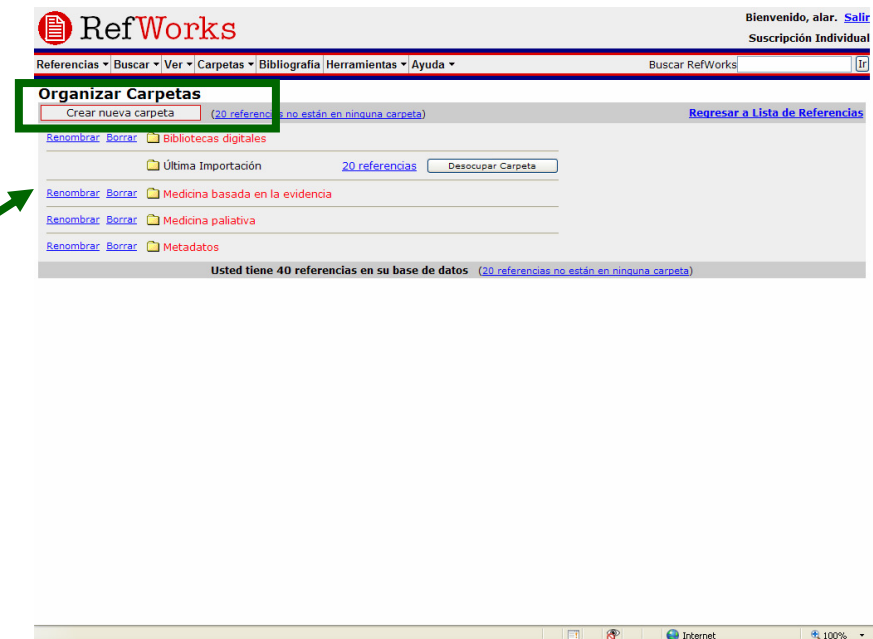 RefWorks
Bienvenido, alar. Salir
Suscripción Individual
Referencias Buscar Ver Carpetas Bibliografía Herramientas Ayuda Buscar RefWorks Ir
Organizar Carpetas
Crear nueva carpeta (20 referencias no están en ninguna carpeta) Regresar a Lista de Referencias
Renombrar Borrar Bibliotecas digitales
Última Importación 20 referencias Desocupar Carpeta
Renombrar Borrar Medicina basada en la evidencia
Renombrar Borrar Medicina paliativa
Renombrar Borrar Metadatos
Usted tiene 40 referencias en su base de datos (20 referencias no están en ninguna carpeta)
Internet 100%